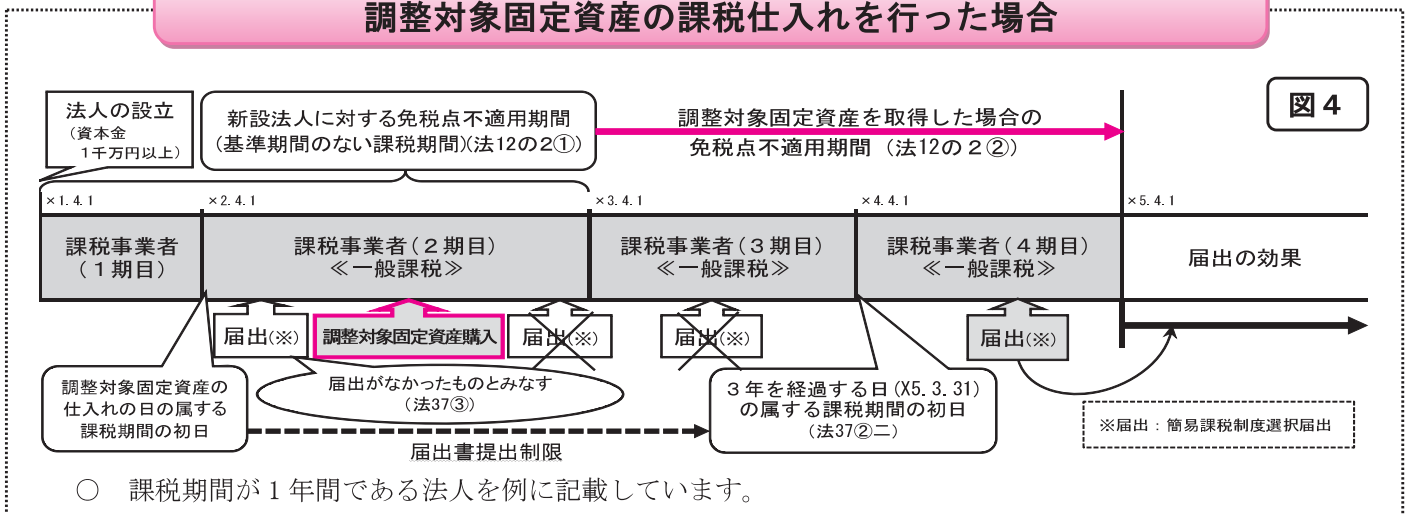 調整対象固定資産の課税仕入れを行った場合
図4
法人の設立
(資本金
1千万円以上)
新設法人に対する免税点不適用期間
(基準期間のない課税期間)(法12の2①)
調整対象固定資産を取得した場合の
免税点不適用期間 (法12の2②)
×1.4.1
×2.4.1
×3.4.1
×4.4.1
×5.4.1
課税事業者
(1期目)
課税事業者(2期目)
≪一般課税≫
課税事業者(3期目)
≪一般課税≫
課税事業者(4期目)
≪一般課税≫
届出の効果
届出(※)
調整対象固定資産購入
届出(※)
届出(※)
届出(※)
調整対象固定資産の
仕入れの日の属する
課税期間の初日
届出がなかったものとみなす
(法37③)
3年を経過する日(X5.3.31)
の属する課税期間の初日
(法37②二)
※届出:簡易課税制度選択届出
届出書提出制限
○ 課税期間が1年間である法人を例に記載しています。